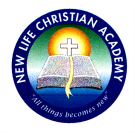 NEW LIFE CHRISTIAN ACADEMY
"All things becomes new"